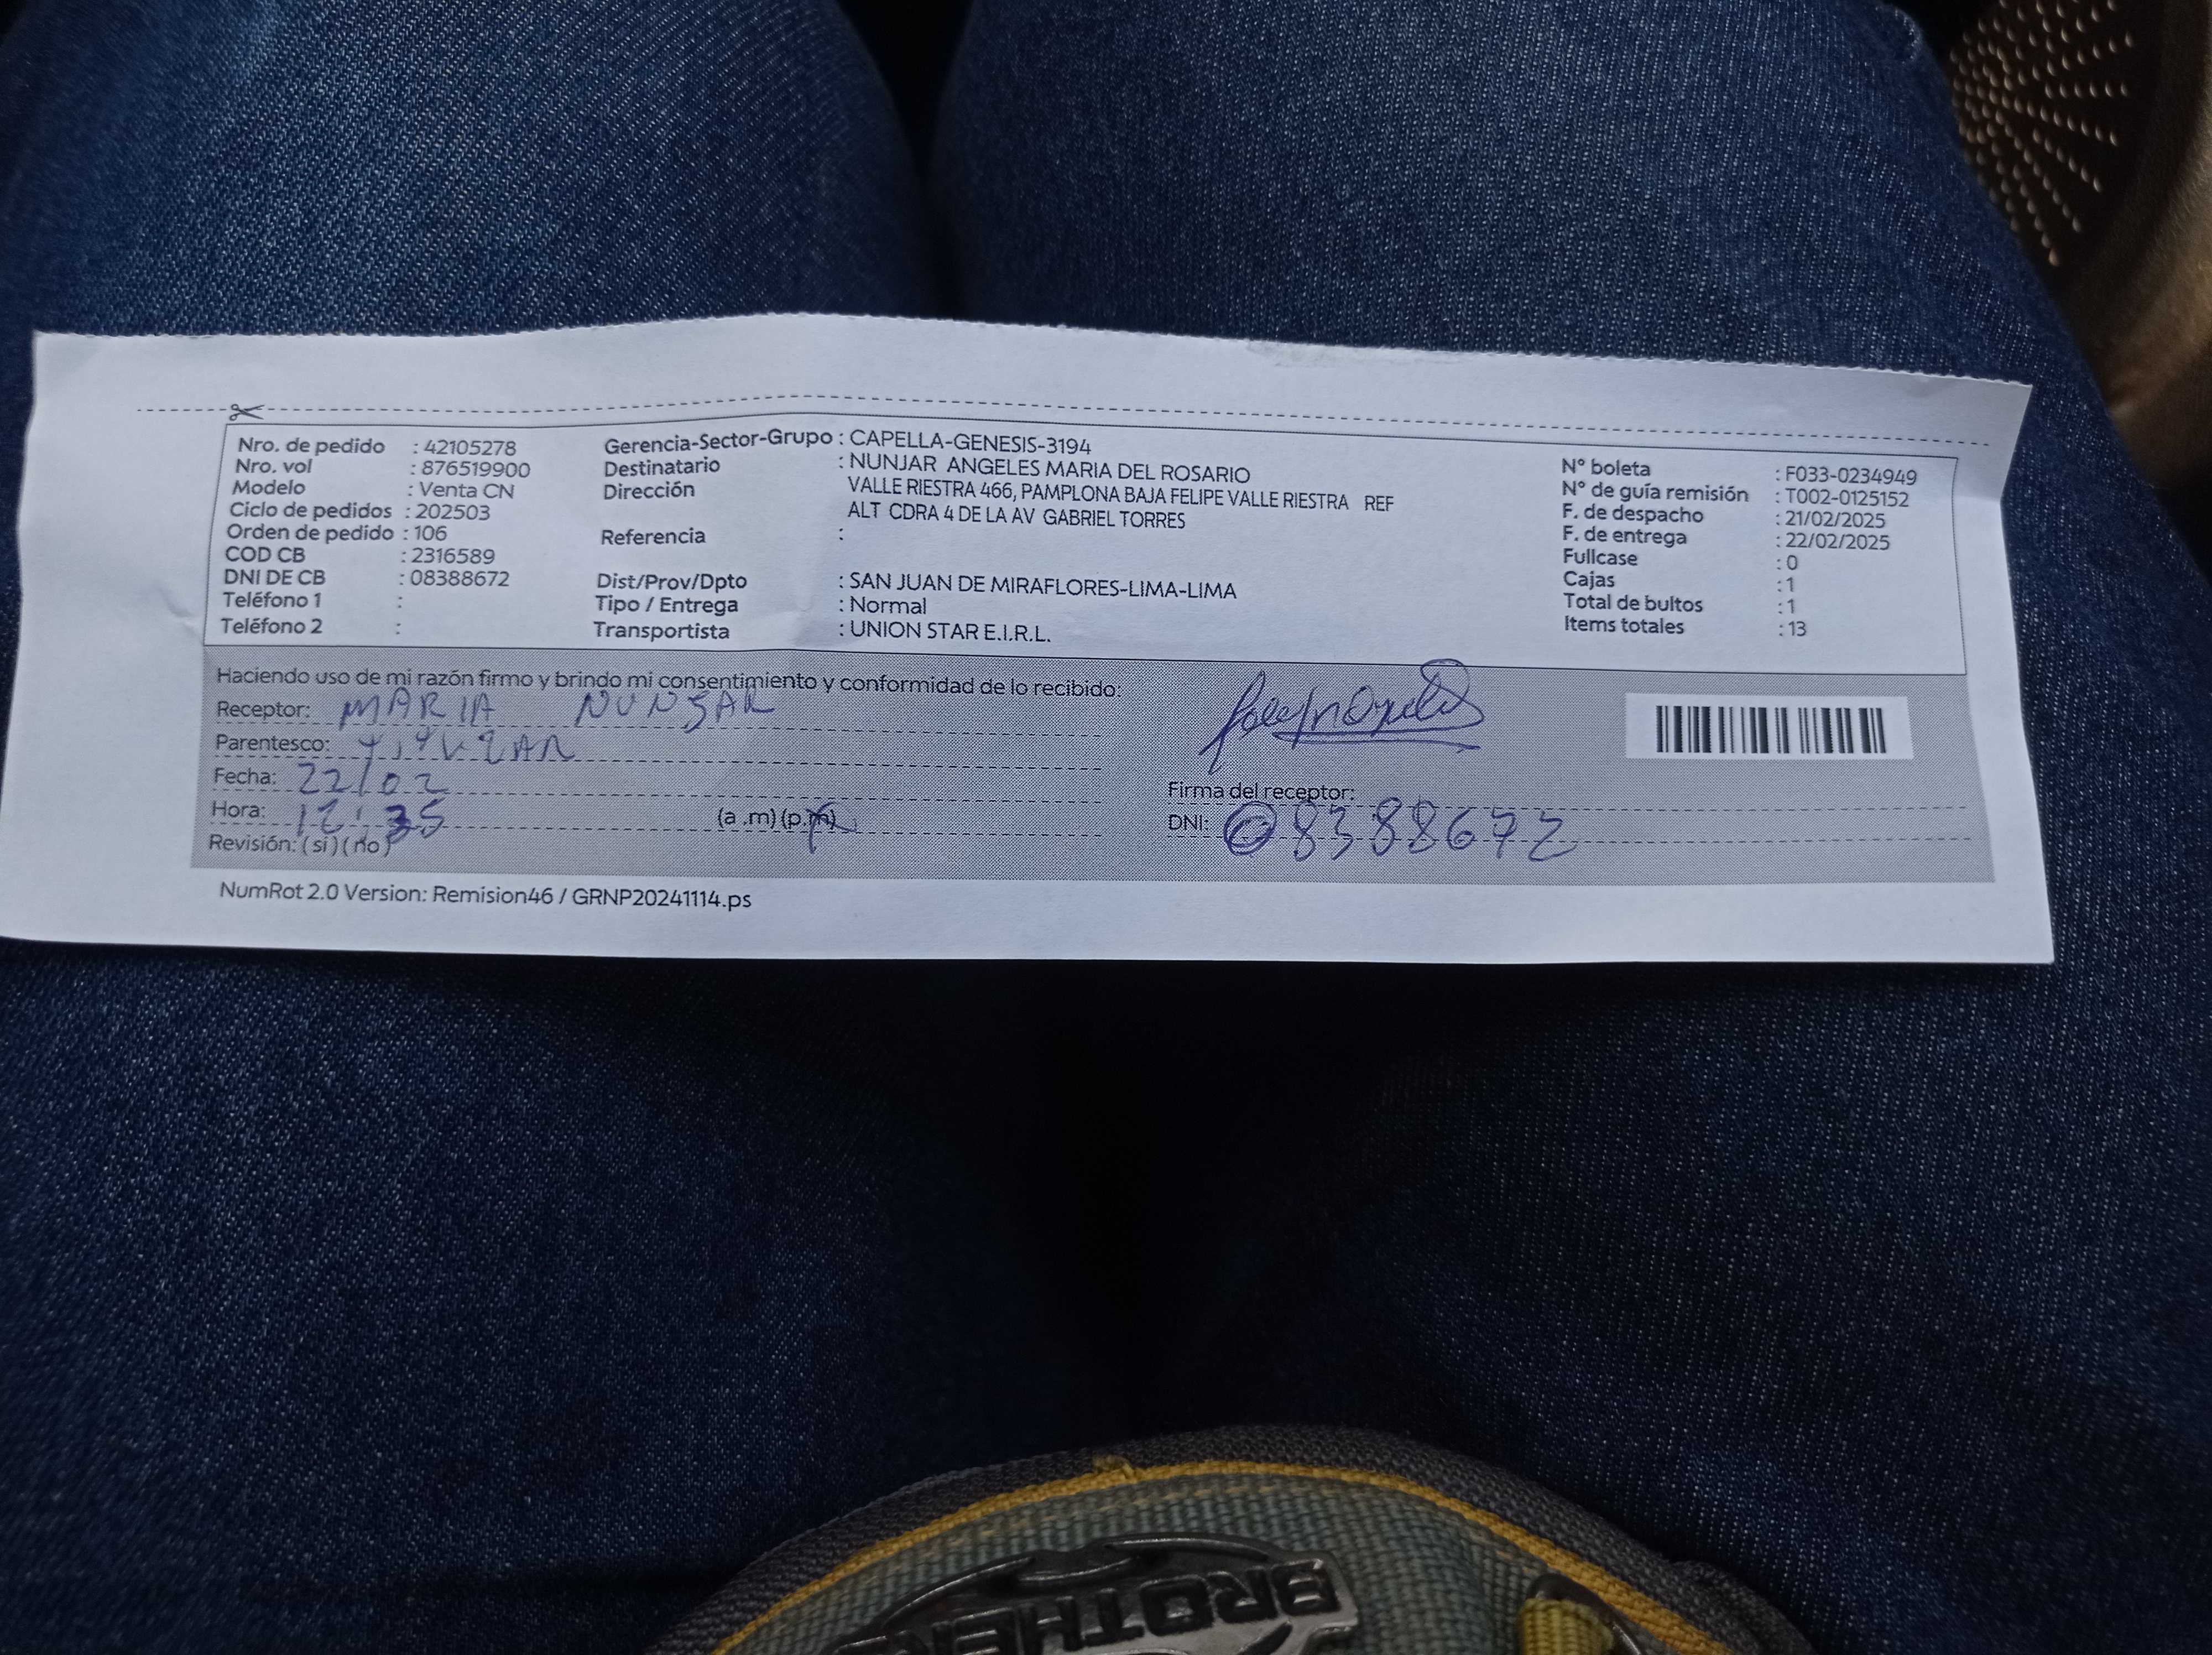 Nro. de pedido : 42105278
Nro. vol : 876519900
Modelo : Venta CN
Ciclo de pedidos : 202503
Orden de pedido : 106
COD CB : 2316589
DNI DE CB : 08388672
Teléfono 1 :
Teléfono 2 :
Gerencia-Sector-Grupo : CAPELLA-GENESIS-3194
Destinatario : NUNJAR ANGELES MARIA DEL ROSARIO
Dirección VALLE RIESTRA 466, PAMPLONA BAJA FELIPE VALLE RIESTRA REF
ALT CDRA 4 DE LA AV GABRIEL TORRES
Referencia :
Dist/Prov/Dpto : SAN JUAN DE MIRAFLORES-LIMA-LIMA
Tipo / Entrega : Normal
Transportista : UNION STAR E.I.R.L.
N° boleta : F033-0234949
N° de guía remisión : T002-0125152
F. de despacho : 21/02/2025
F. de entrega : 22/02/2025
Fullcase : 0
Cajas : 1
Total de bultos : 1
Items totales : 13
Haciendo uso de mi razón firmo y brindo mi consentimiento y conformidad de lo recibido:
Receptor: MARIA NUNJAR
Parentesco: TITULAR
Fecha: 22/02
Hora: 12:35 (a .m) (p.m)
Revisión: (si) (no)
Firma del receptor:
DNI: 08388672
NumRot 2.0 Version: Remision46 / GRNP20241114.ps
BROTHERS